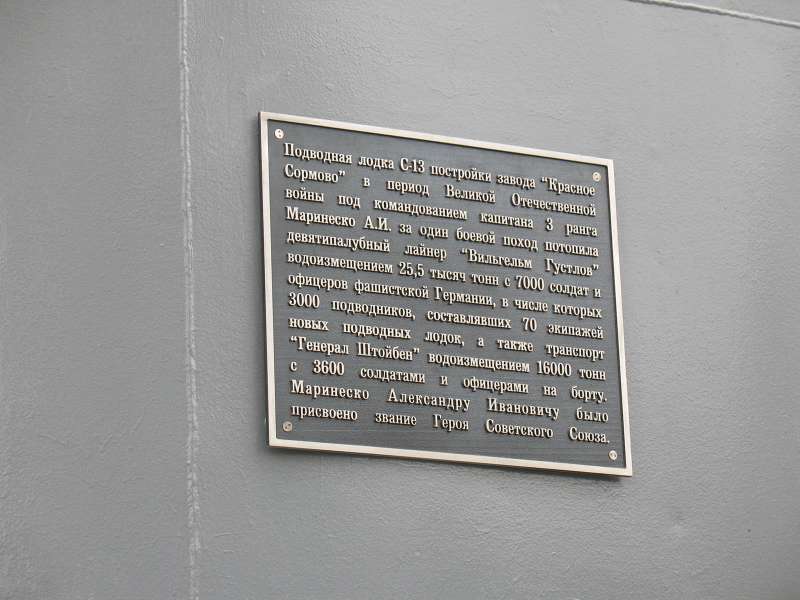 Подводная лодка С-13 постройки завода "Красное
Сормово" в период Великой Отечественной
войны под командованием капитана 3 ранга
Маринеско А.И. за один боевой поход потопила
девятипалубный лайнер "Вильгельм Густлов"
водоизмещением 25,5 тысяч тонн с 7000 солдат и
офицеров фашистской Германии, в числе которых
3000 подводников, составлявших 70 экипажей
новых подводных лодок, а также транспорт
"Генерал Штойбен" водоизмещением 16000 тонн
с 3600 солдатами и офицерами на борту.
Маринеско Александру Ивановичу было
присвоено звание Героя Советского Союза.